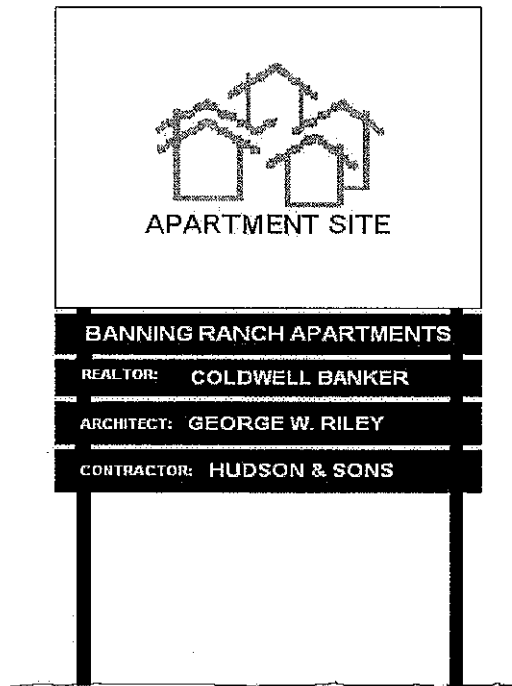 APARTMENT SITE
BANNING RANCH APARTMENTS
REALTOR: COLDWELL BANKER
ARCHITECT: GEORGE W. RILEY
CONTRACTOR: HUDSON & SONS